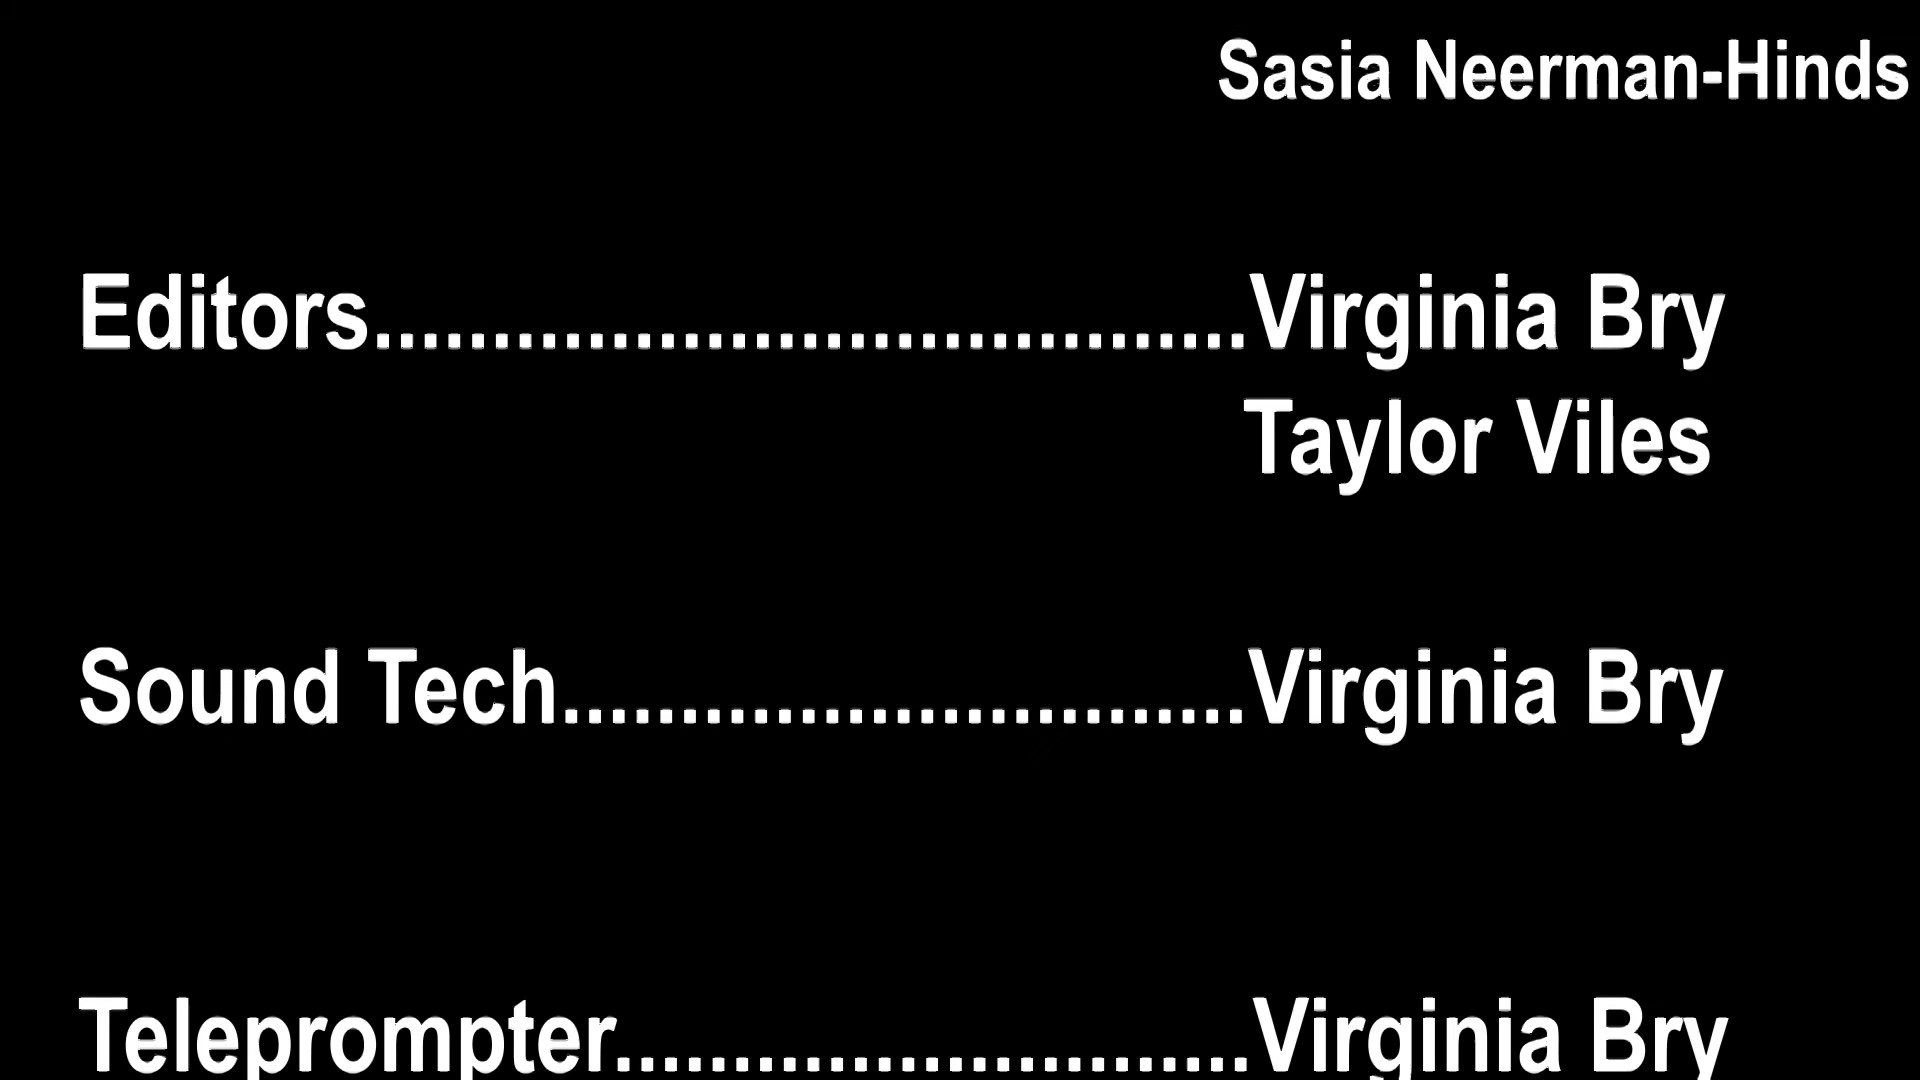 Sasia Neerman-Hinds
Editors.....................................Virginia Bry
Taylor Viles
Sound Tech.............................Virginia Bry
Teleprompter...........................Virginia Bry